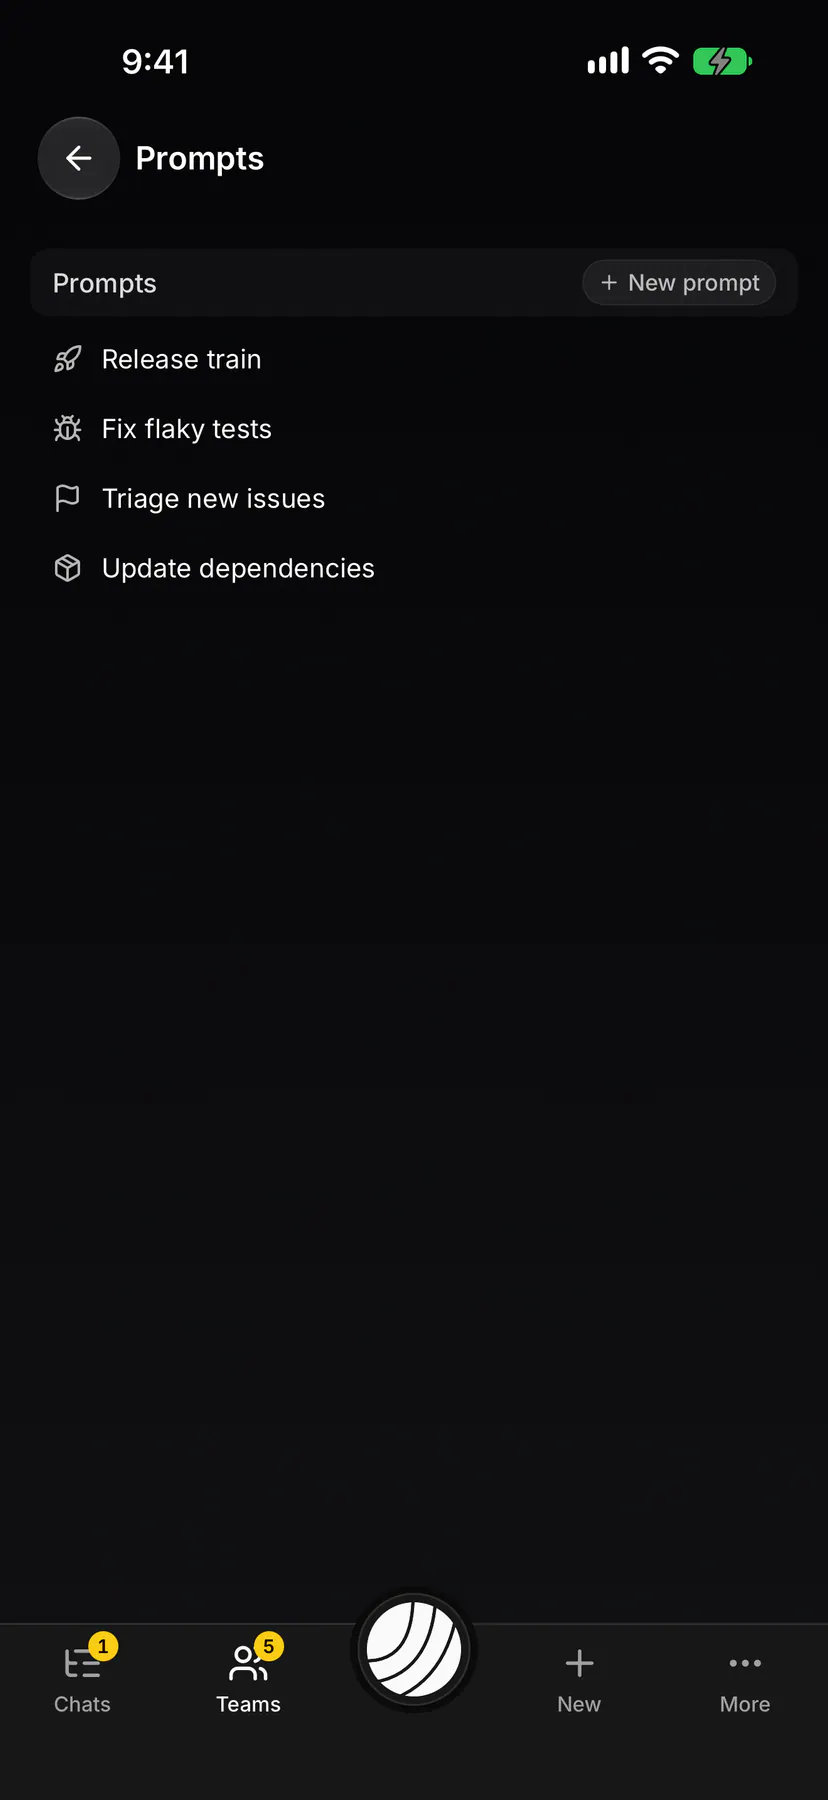 9:41
Prompts
Prompts
New prompt
Release train
Fix flaky tests
Triage new issues
Update dependencies
1
5
Chats
Teams
New
More